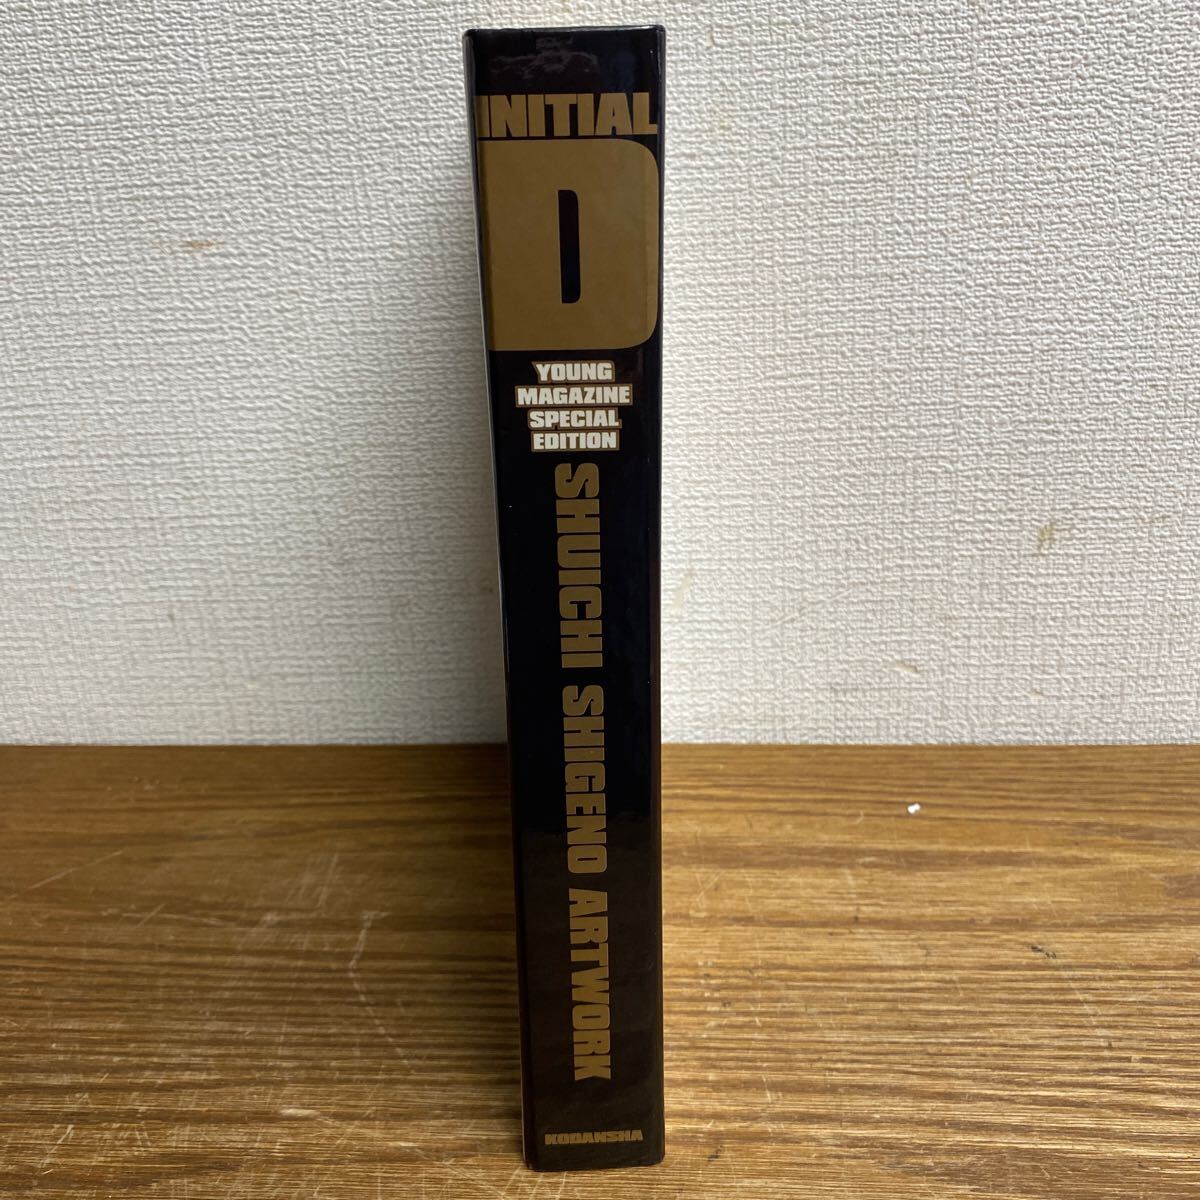 INITIAL
D
YOUNG
MAGAZINE
SPECIAL
EDITION
SHUICHI SHIGENO ARTWORK
KODANSHA